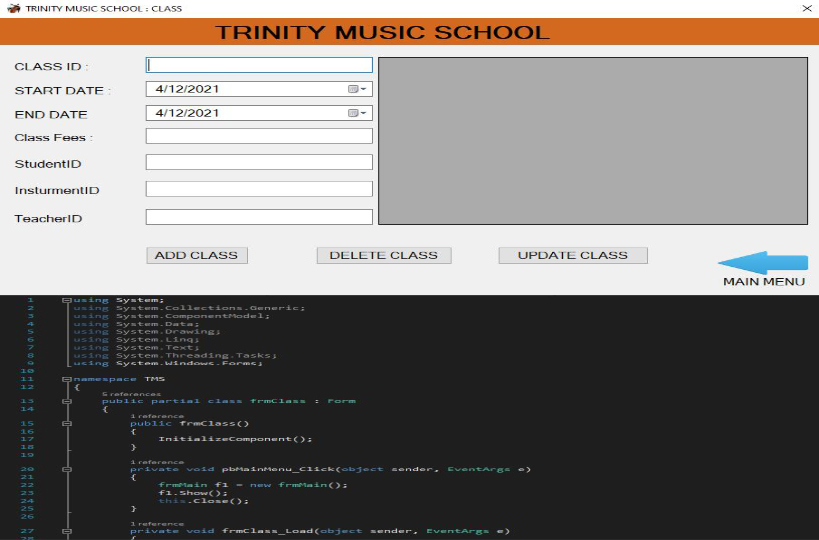 TRINITY MUSIC SCHOOL : CLASS
TRINITY MUSIC SCHOOL
CLASS ID :
START DATE :
4/12/2021
END DATE
4/12/2021
Class Fees :
StudentID
InsturmentID
TeacherID
ADD CLASS
DELETE CLASS
UPDATE CLASS
MAIN MENU
1 using System;
2 using System.Collections.Generic;
3 using System.ComponentModel;
4 using System.Data;
5 using System.Drawing;
6 using System.Linq;
7 using System.Text;
8 using System.Threading.Tasks;
9 using System.Windows.Forms;
10
11 namespace TMS
12 {
5 references
13 public partial class frmClass : Form
14 {
1 reference
15 public frmClass()
16 {
17 InitializeComponent();
18 }
19
1 reference
20 private void pbMainMenu_Click(object sender, EventArgs e)
21 {
22 frmMain f1 = new frmMain();
23 f1.Show();
24 this.Close();
25 }
26
1 reference
27 private void frmClass_Load(object sender, EventArgs e)
28 {